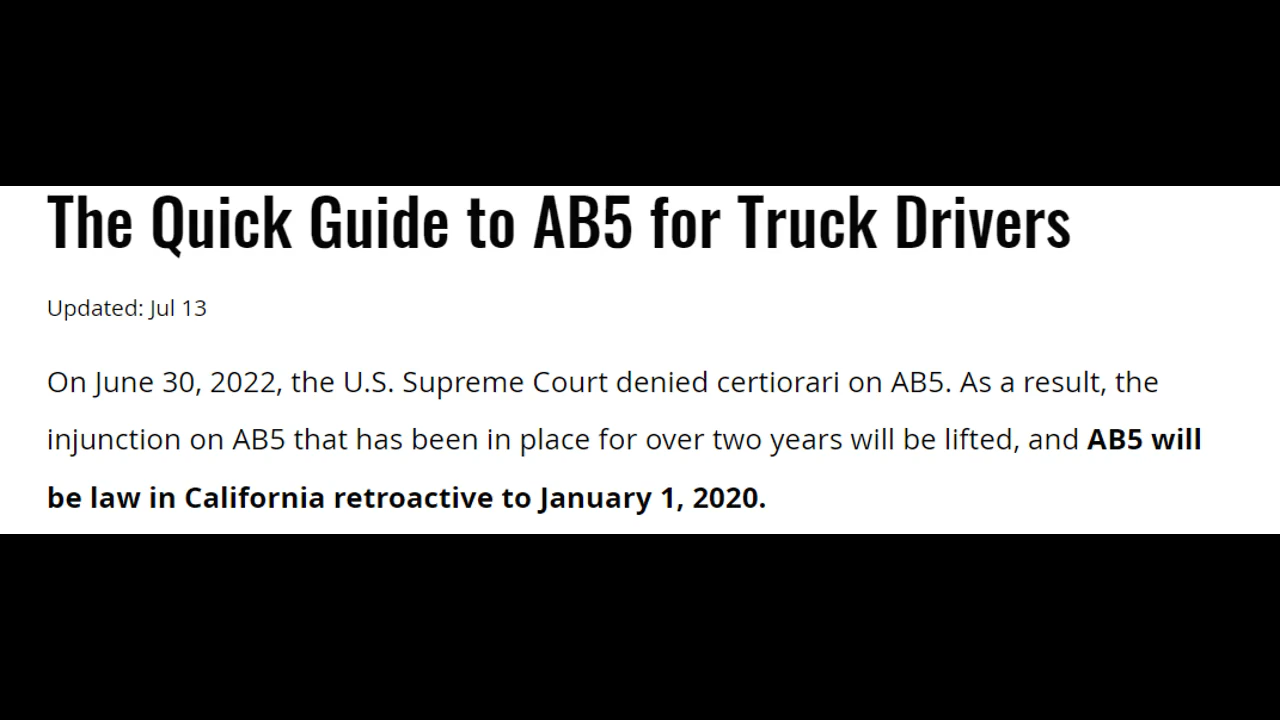 The Quick Guide to AB5 for Truck Drivers
Updated: Jul 13
On June 30, 2022, the U.S. Supreme Court denied certiorari on AB5. As a result, the
injunction on AB5 that has been in place for over two years will be lifted, and AB5 will
be law in California retroactive to January 1, 2020.